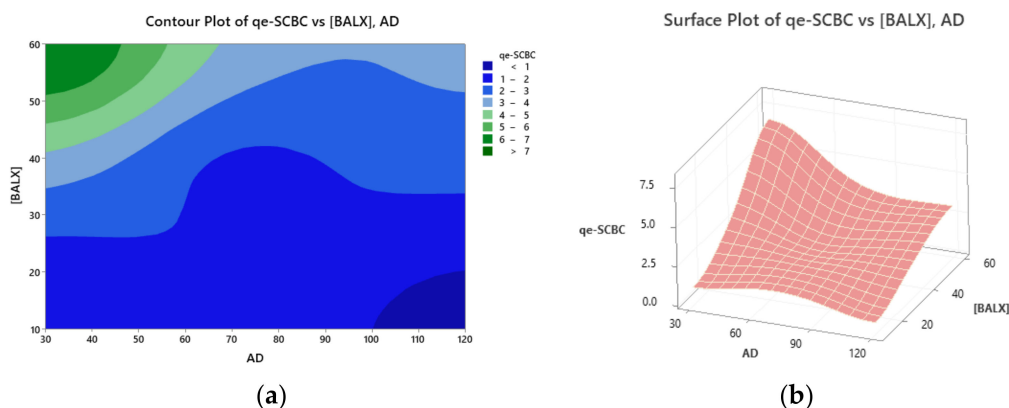 Contour Plot of qe-SCBC vs [BALX], AD
60
50
40
30
20
10
[BALX]
30 40 50 60 70 80 90 100 110 120
AD
qe-SCBC
< 1
1 – 2
2 – 3
3 – 4
4 – 5
5 – 6
6 – 7
> 7
(a)
Surface Plot of qe-SCBC vs [BALX], AD
7.5
5.0
2.5
0.0
qe-SCBC
30
60
90
120
AD
60
40
20
[BALX]
(b)